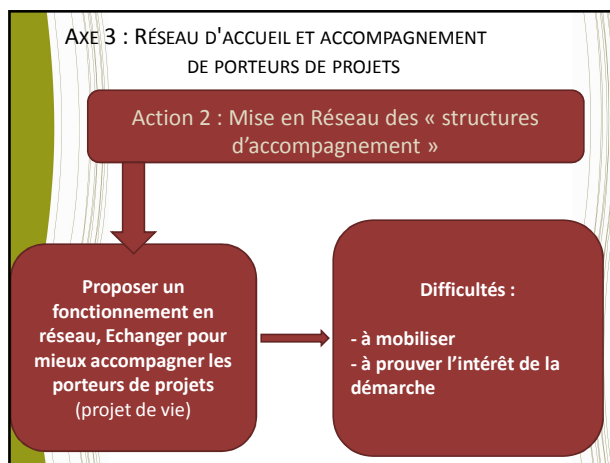 AXE 3 : RÉSEAU D'ACCUEIL ET ACCOMPAGNEMENT
DE PORTEURS DE PROJETS
Action 2 : Mise en Réseau des « structures
d’accompagnement »
Proposer un
fonctionnement en
réseau, Echanger pour
mieux accompagner les
porteurs de projets
(projet de vie)
Difficultés :
- à mobiliser
- à prouver l’intérêt de la
démarche